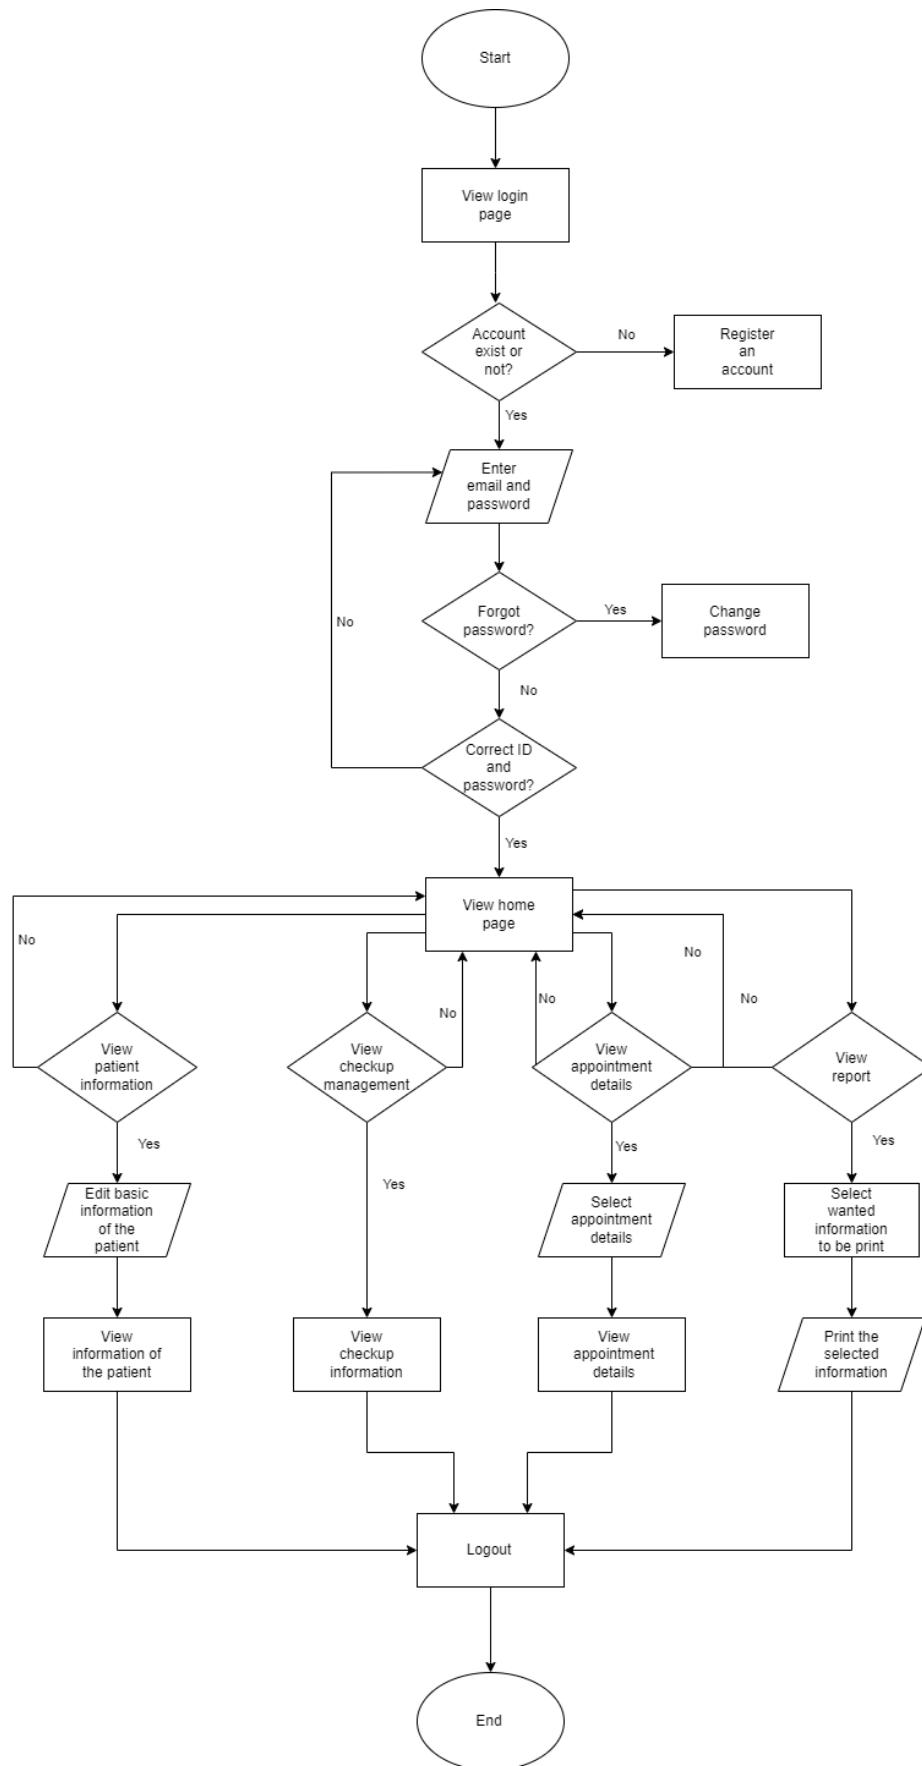 Start
View login
page
Account
exist or
not?
No
Register
an
account
Yes
Enter
email and
password
No
Forgot
password?
Yes
Change
password
No
Correct ID
and
password?
Yes
View home
page
No
No
No
No
No
View
patient
information
View
checkup
management
View
appointment
details
View
report
Yes
Yes
Yes
Yes
Edit basic
information
of the
patient
Select
appointment
details
Select
wanted
information
to be print
View
information of
the patient
View
checkup
information
View
appointment
details
Print the
selected
information
Logout
End